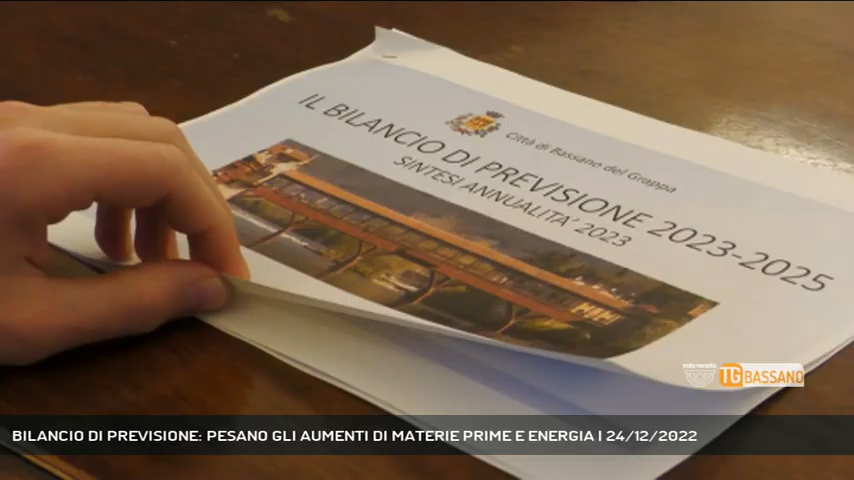 Città di Bassano del Grappa
IL BILANCIO DI PREVISIONE 2023-2025
SINTESI ANNUALITA' 2023
TG BASSANO
BILANCIO DI PREVISIONE: PESANO GLI AUMENTI DI MATERIE PRIME E ENERGIA | 24/12/2022